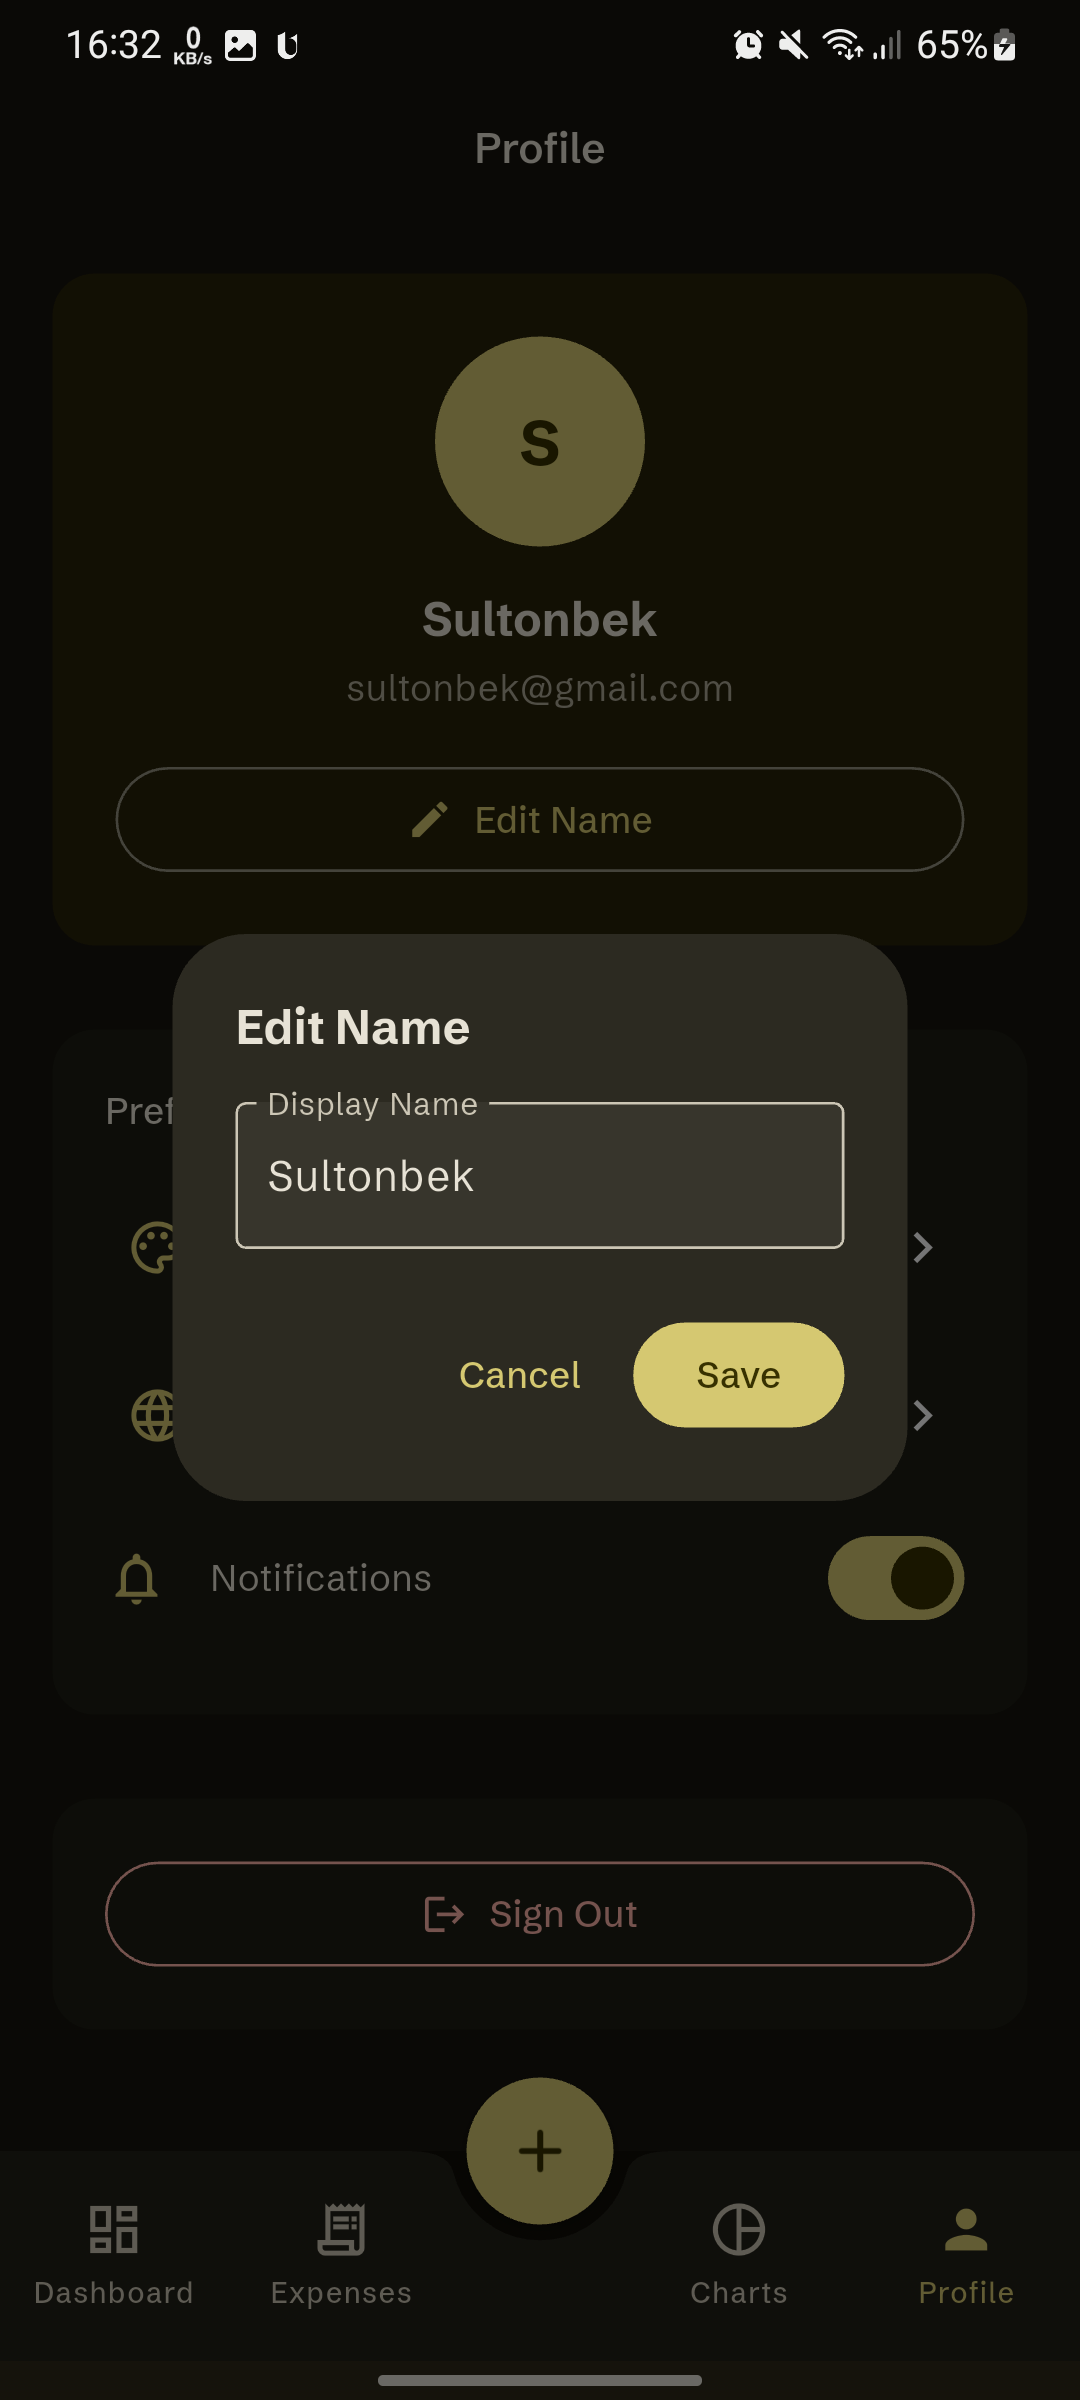 16:32 0 KB/s 65%
Profile
S
Sultonbek
sultonbek@gmail.com
Edit Name
Edit Name
Display Name
Sultonbek
Cancel Save
Notifications
Sign Out
Dashboard Expenses Charts Profile